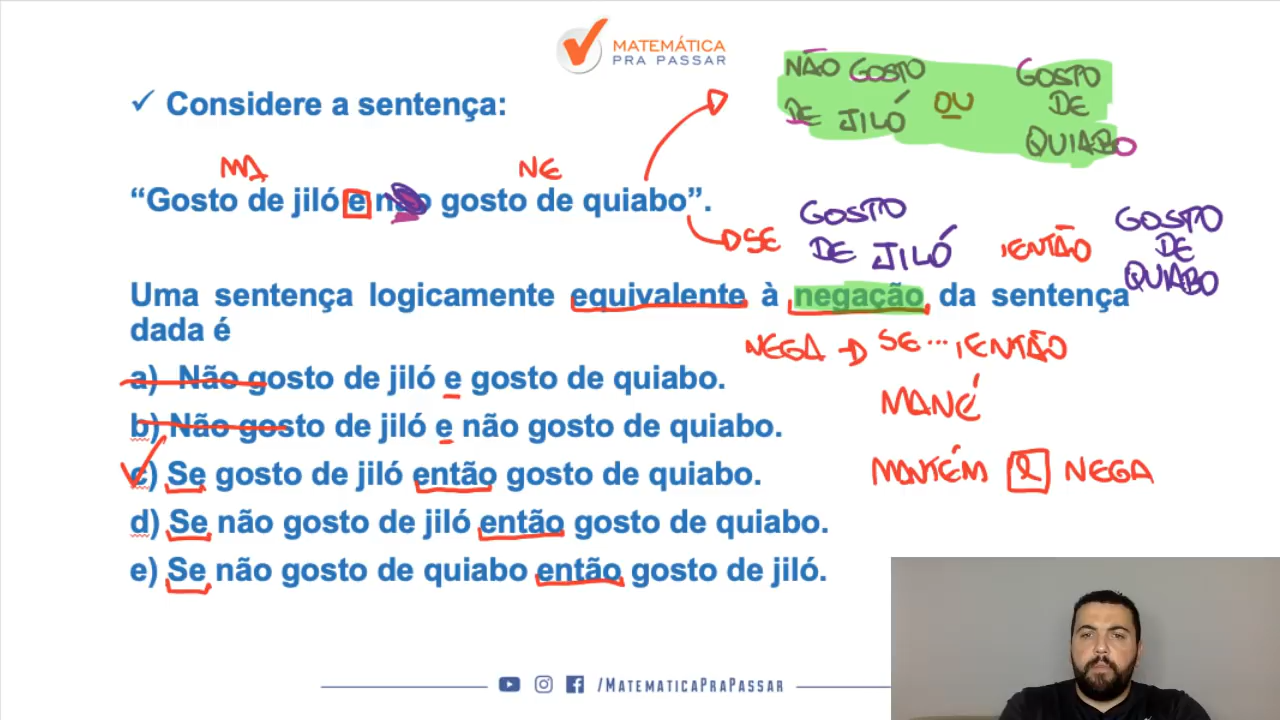 MATEMÁTICA
PRA PASSAR
NÃO GOSTO
DE JILÓ OU GOSTO DE QUIABO
✓ Considere a sentença:
MA NE
“Gosto de jiló e não gosto de quiabo”.
SE GOSTO DE JILÓ, ENTÃO GOSTO DE QUIABO
Uma sentença logicamente equivalente à negação da sentença
dada é
NEGA → SE... , ENTÃO
a) Não gosto de jiló e gosto de quiabo.
MANÉ
b) Não gosto de jiló e não gosto de quiabo.
c) Se gosto de jiló então gosto de quiabo.
MANTÉM e NEGA
d) Se não gosto de jiló então gosto de quiabo.
e) Se não gosto de quiabo então gosto de jiló.
/MATEMATICAPRAPASSAR